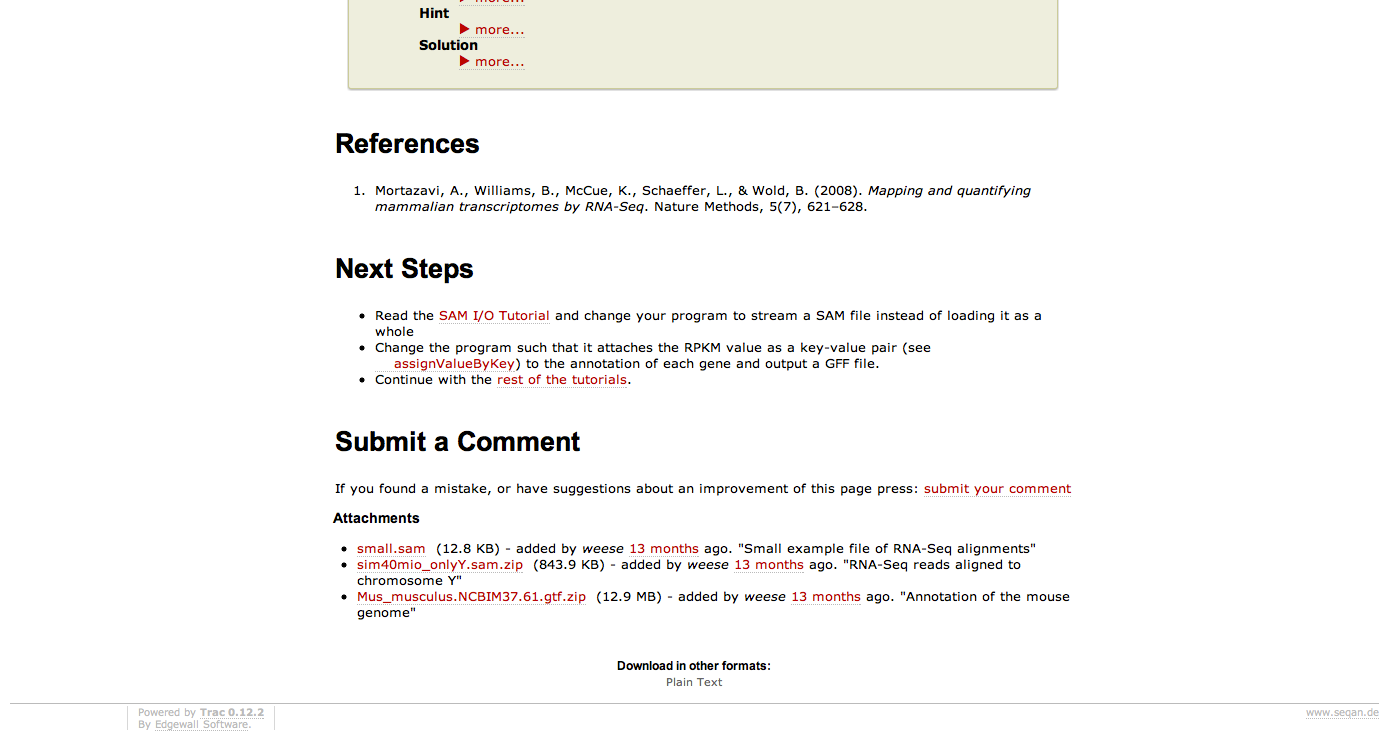 more...
Hint
▶ more...
Solution
▶ more...
References
1. Mortazavi, A., Williams, B., McCue, K., Schaeffer, L., & Wold, B. (2008). Mapping and quantifying
mammalian transcriptomes by RNA-Seq. Nature Methods, 5(7), 621–628.
Next Steps
• Read the SAM I/O Tutorial and change your program to stream a SAM file instead of loading it as a
whole
• Change the program such that it attaches the RPKM value as a key-value pair (see
assignValueByKey) to the annotation of each gene and output a GFF file.
• Continue with the rest of the tutorials.
Submit a Comment
If you found a mistake, or have suggestions about an improvement of this page press: submit your comment
Attachments
• small.sam (12.8 KB) - added by weese 13 months ago. "Small example file of RNA-Seq alignments"
• sim40mio_onlyY.sam.zip (843.9 KB) - added by weese 13 months ago. "RNA-Seq reads aligned to
chromosome Y"
• Mus_musculus.NCBIM37.61.gtf.zip (12.9 MB) - added by weese 13 months ago. "Annotation of the mouse
genome"
Download in other formats:
Plain Text
Powered by Trac 0.12.2
By Edgewall Software.
www.seqan.de